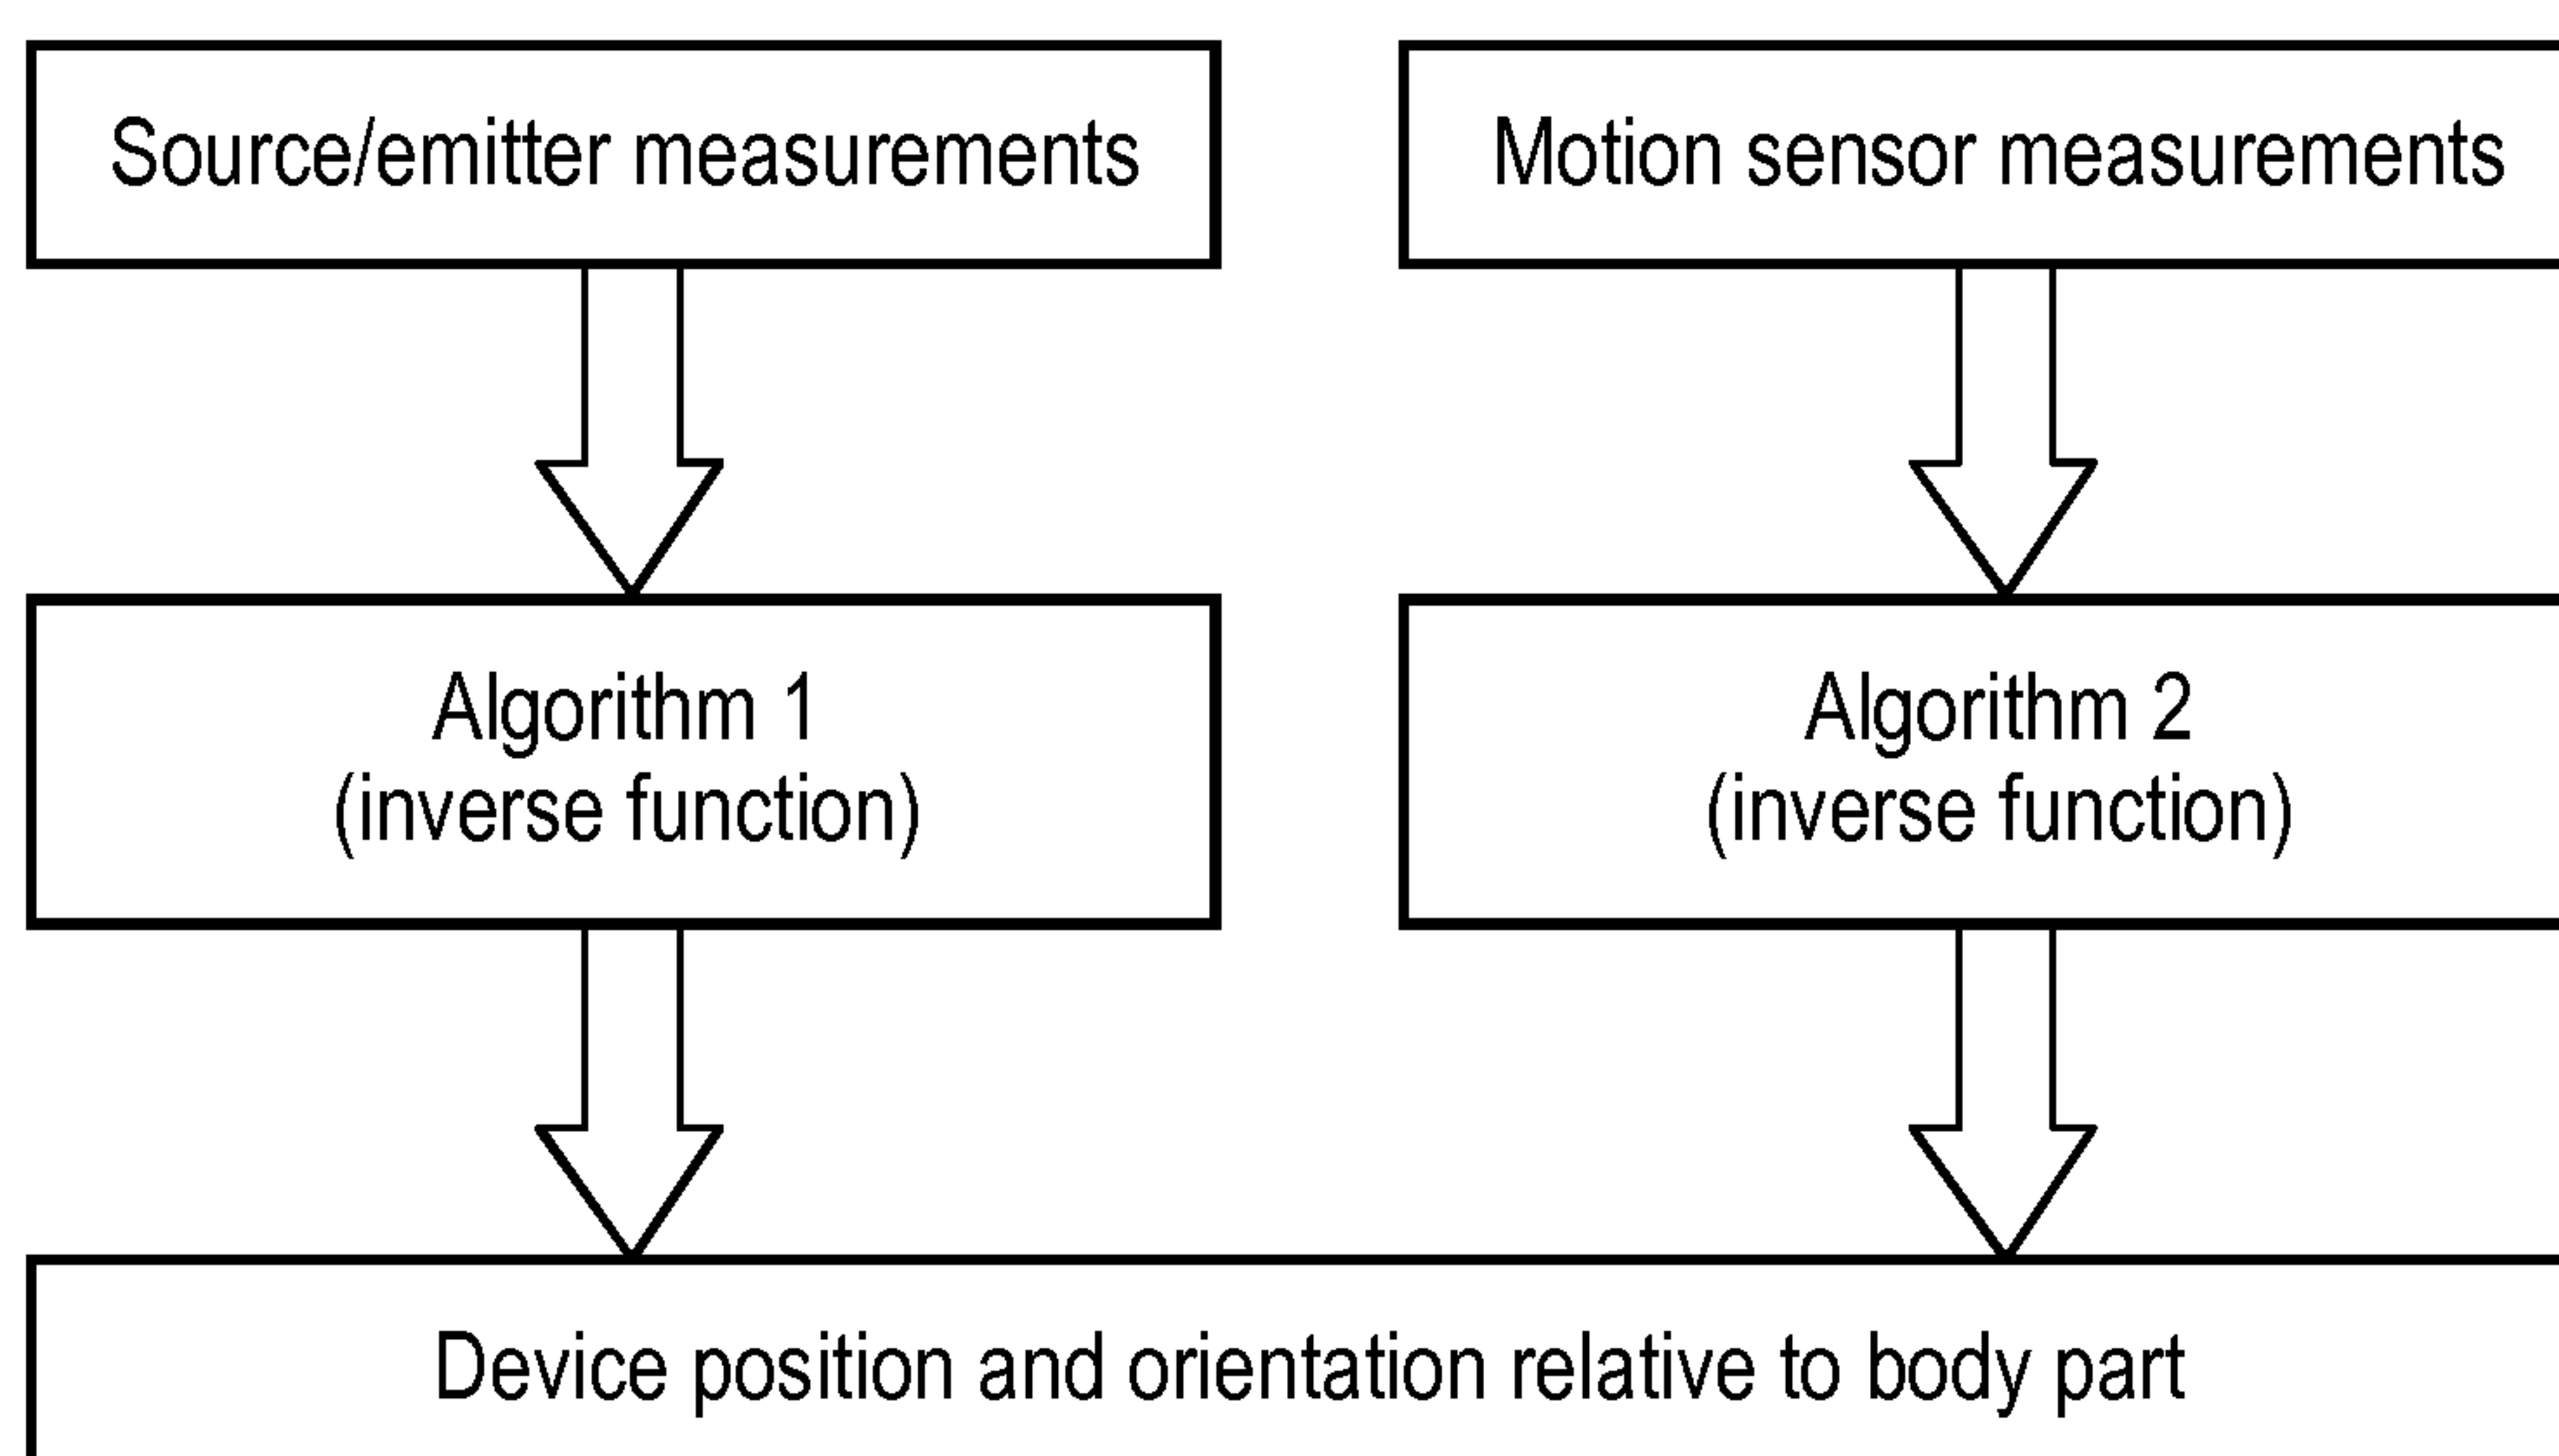 Source/emitter measurements
Motion sensor measurements
Algorithm 1
(inverse function)
Algorithm 2
(inverse function)
Device position and orientation relative to body part